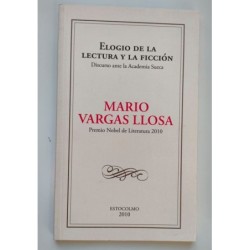 ELOGIO DE LA
LECTURA Y LA FICCIÓN
Discurso ante la Academia Sueca
MARIO
VARGAS LLOSA
Premio Nobel de Literatura 2010
ESTOCOLMO
2010